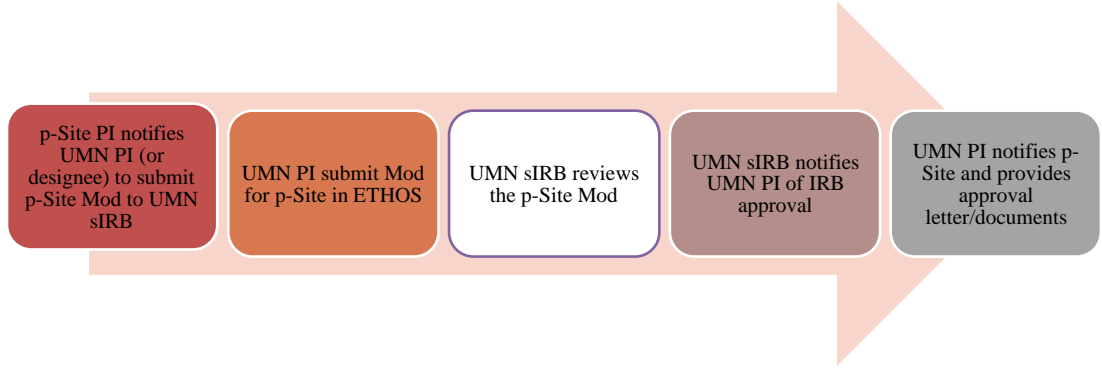 p-Site PI notifies
UMN PI (or
designee) to submit
p-Site Mod to UMN
sIRB
UMN PI submit Mod
for p-Site in ETHOS
UMN sIRB reviews
the p-Site Mod
UMN sIRB notifies
UMN PI of IRB
approval
UMN PI notifies p-
Site and provides
approval
letter/documents